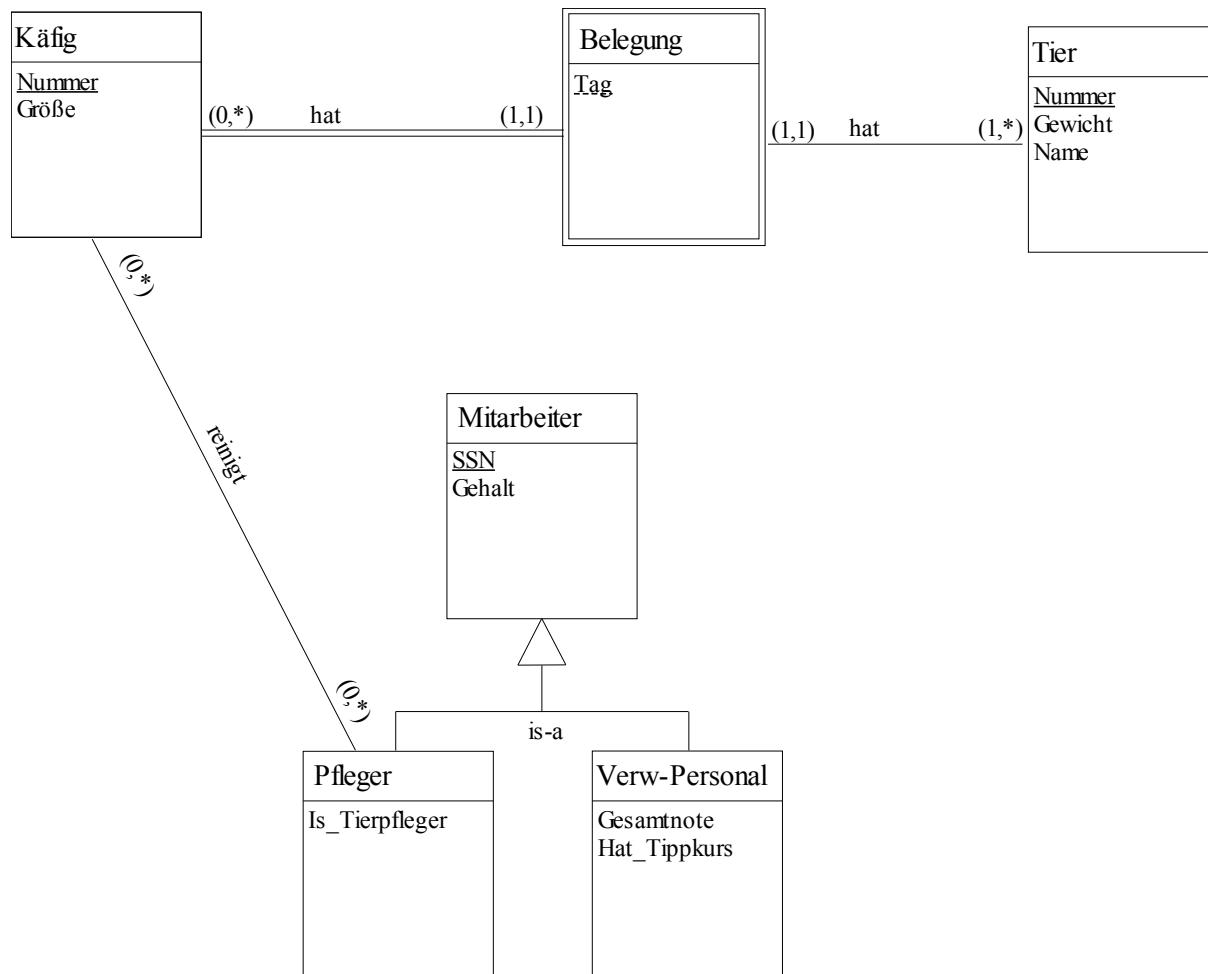 Käfig
Nummer
Größe
(0,*)
hat
(1,1)
Belegung
Tag
(1,1)
hat
(1,*)
Tier
Nummer
Gewicht
Name
(0,*)
reinigt
(0,*)
Mitarbeiter
SSN
Gehalt
is-a
Pfleger
Is_Tierpfleger
Verw-Personal
Gesamtnote
Hat_Tippkurs